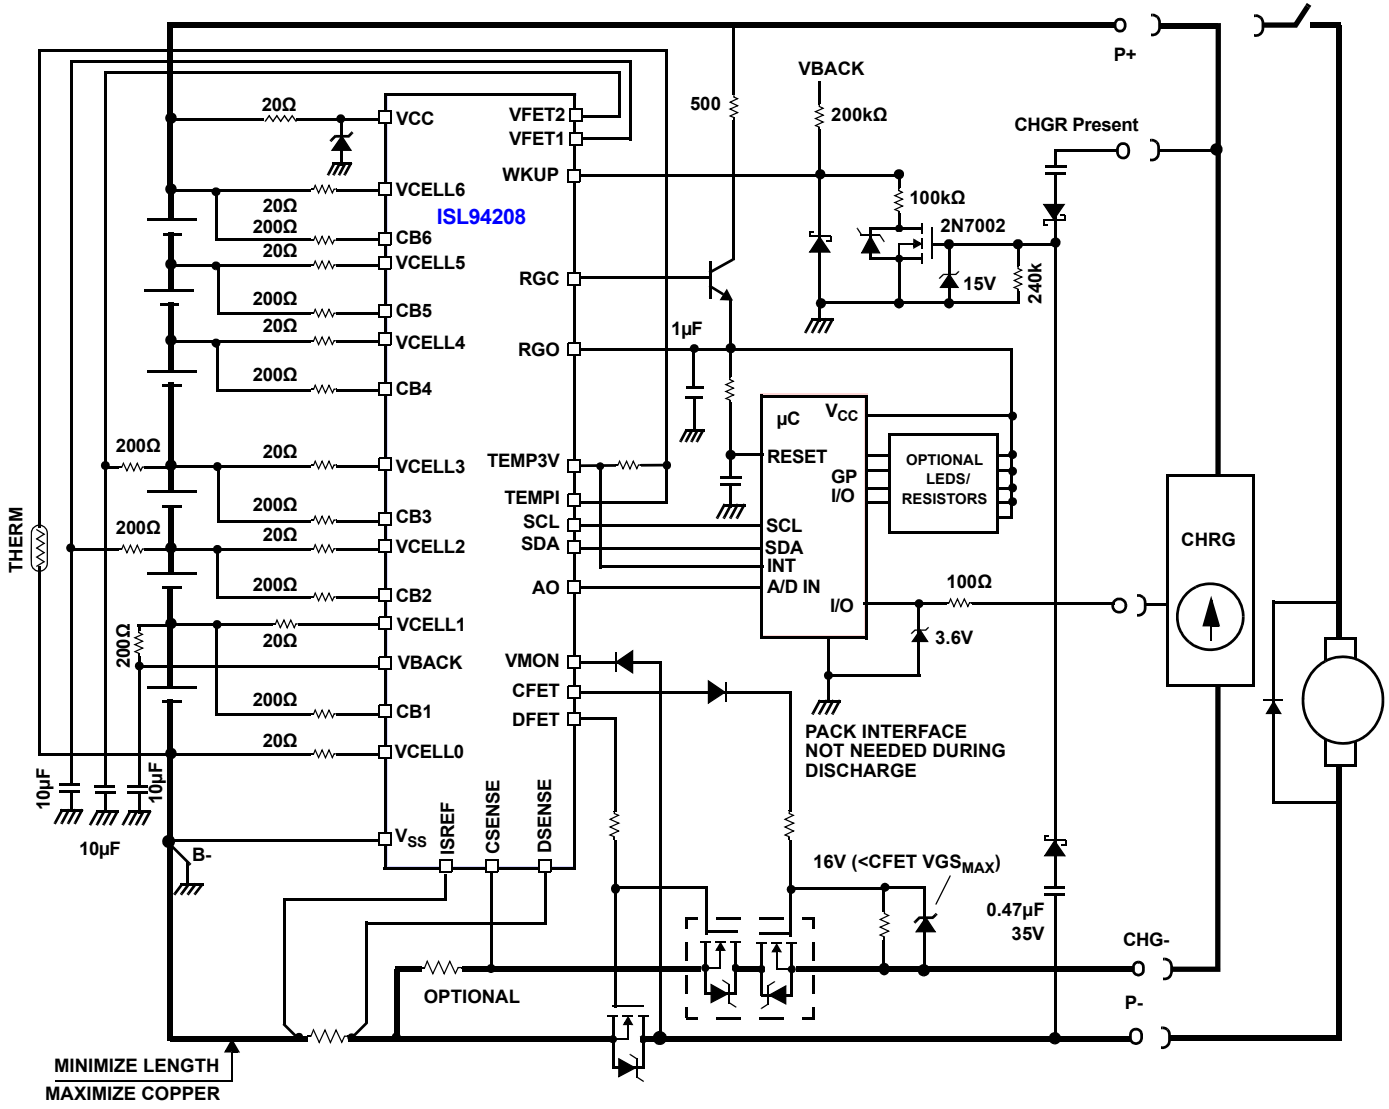 P+
VBACK
500
200kΩ
CHGR Present
20Ω
VCC
VFET2
VFET1
WKUP
VCELL6
ISL94208
20Ω
200Ω
CB6
20Ω
VCELL5
100kΩ
2N7002
15V
240k
RGC
200Ω
CB5
20Ω
VCELL4
1µF
RGO
200Ω
CB4
µC
VCC
RESET
GP
I/O
OPTIONAL
LEDS/
RESISTORS
200Ω
20Ω
VCELL3
TEMP3V
TEMPI
200Ω
CB3
SCL
SCL
THERM
200Ω
20Ω
VCELL2
SDA
SDA
INT
CHRG
200Ω
CB2
AO
A/D IN
I/O
100Ω
3.6V
VCELL1
20Ω
200Ω
VBACK
VMON
CFET
DFET
200Ω
CB1
20Ω
VCELL0
PACK INTERFACE
NOT NEEDED DURING
DISCHARGE
10µF
10µF
10µF
VSS
B-
ISREF
CSENSE
DSENSE
16V (<CFET VGSMAX)
0.47µF
35V
CHG-
P-
OPTIONAL
MINIMIZE LENGTH
MAXIMIZE COPPER